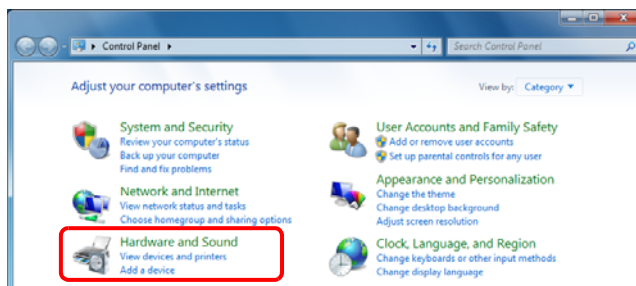 Control Panel
Search Control Panel
Adjust your computer's settings
View by: Category
System and Security
Review your computer's status
Back up your computer
Find and fix problems
Network and Internet
View network status and tasks
Choose homegroup and sharing options
Hardware and Sound
View devices and printers
Add a device
User Accounts and Family Safety
Add or remove user accounts
Set up parental controls for any user
Appearance and Personalization
Change the theme
Change desktop background
Adjust screen resolution
Clock, Language, and Region
Change keyboards or other input methods
Change display language